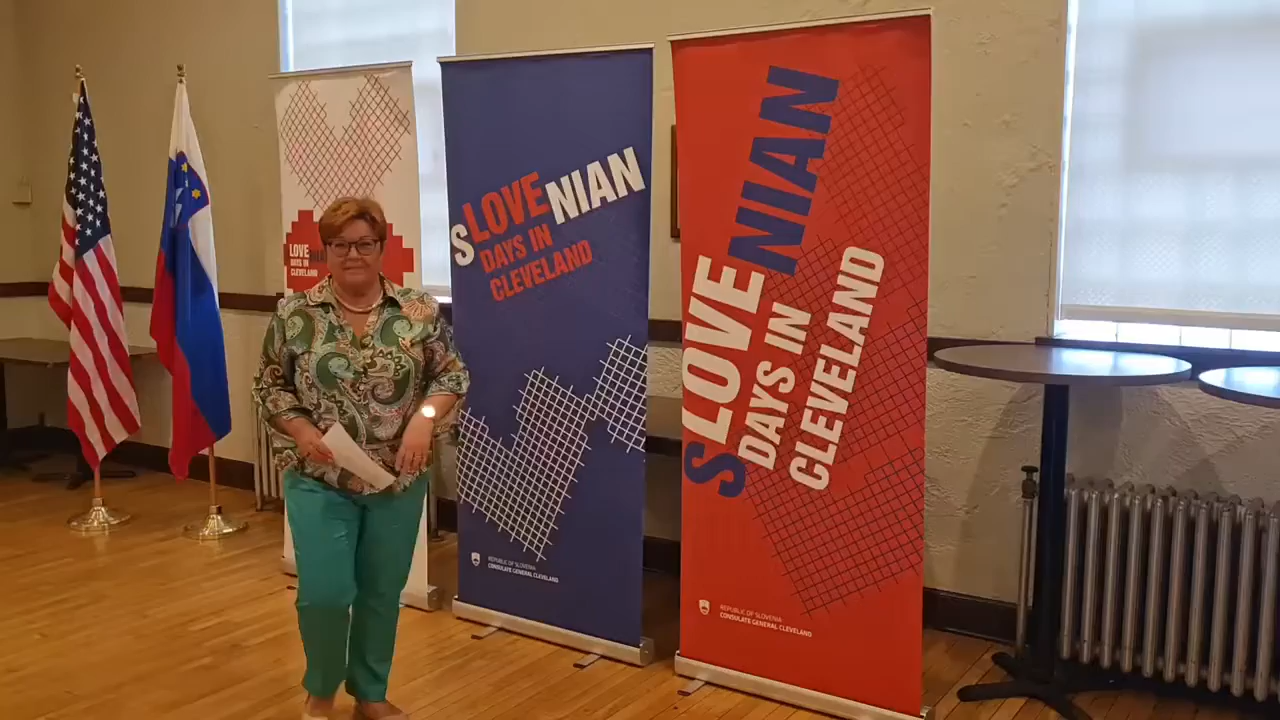 LOVENIAN
DAYS IN
CLEVELAND
SLOVENIAN
DAYS IN
CLEVELAND
REPUBLIC OF SLOVENIA
CONSULATE GENERAL CLEVELAND
SLOVENIAN
DAYS IN
CLEVELAND
REPUBLIC OF SLOVENIA
CONSULATE GENERAL CLEVELAND